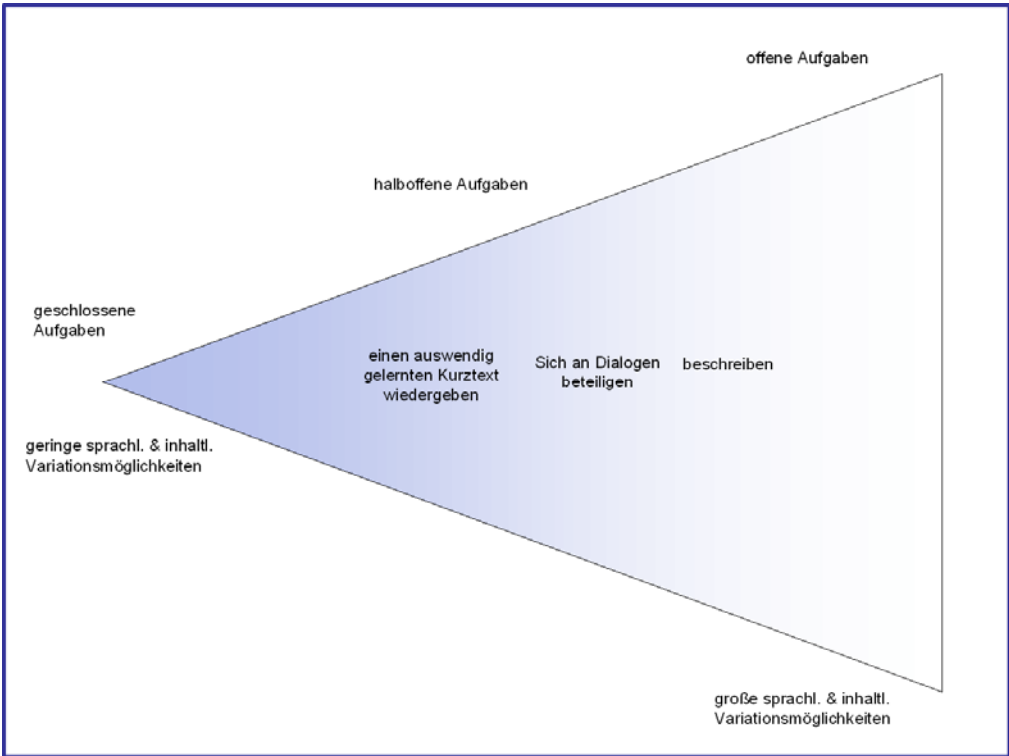 offene Aufgaben
halboffene Aufgaben
geschlossene
Aufgaben
einen auswendig
gelernten Kurztext
wiedergeben
Sich an Dialogen
beteiligen
beschreiben
geringe sprachl. & inhaltl.
Variationsmöglichkeiten
große sprachl. & inhaltl.
Variationsmöglichkeiten